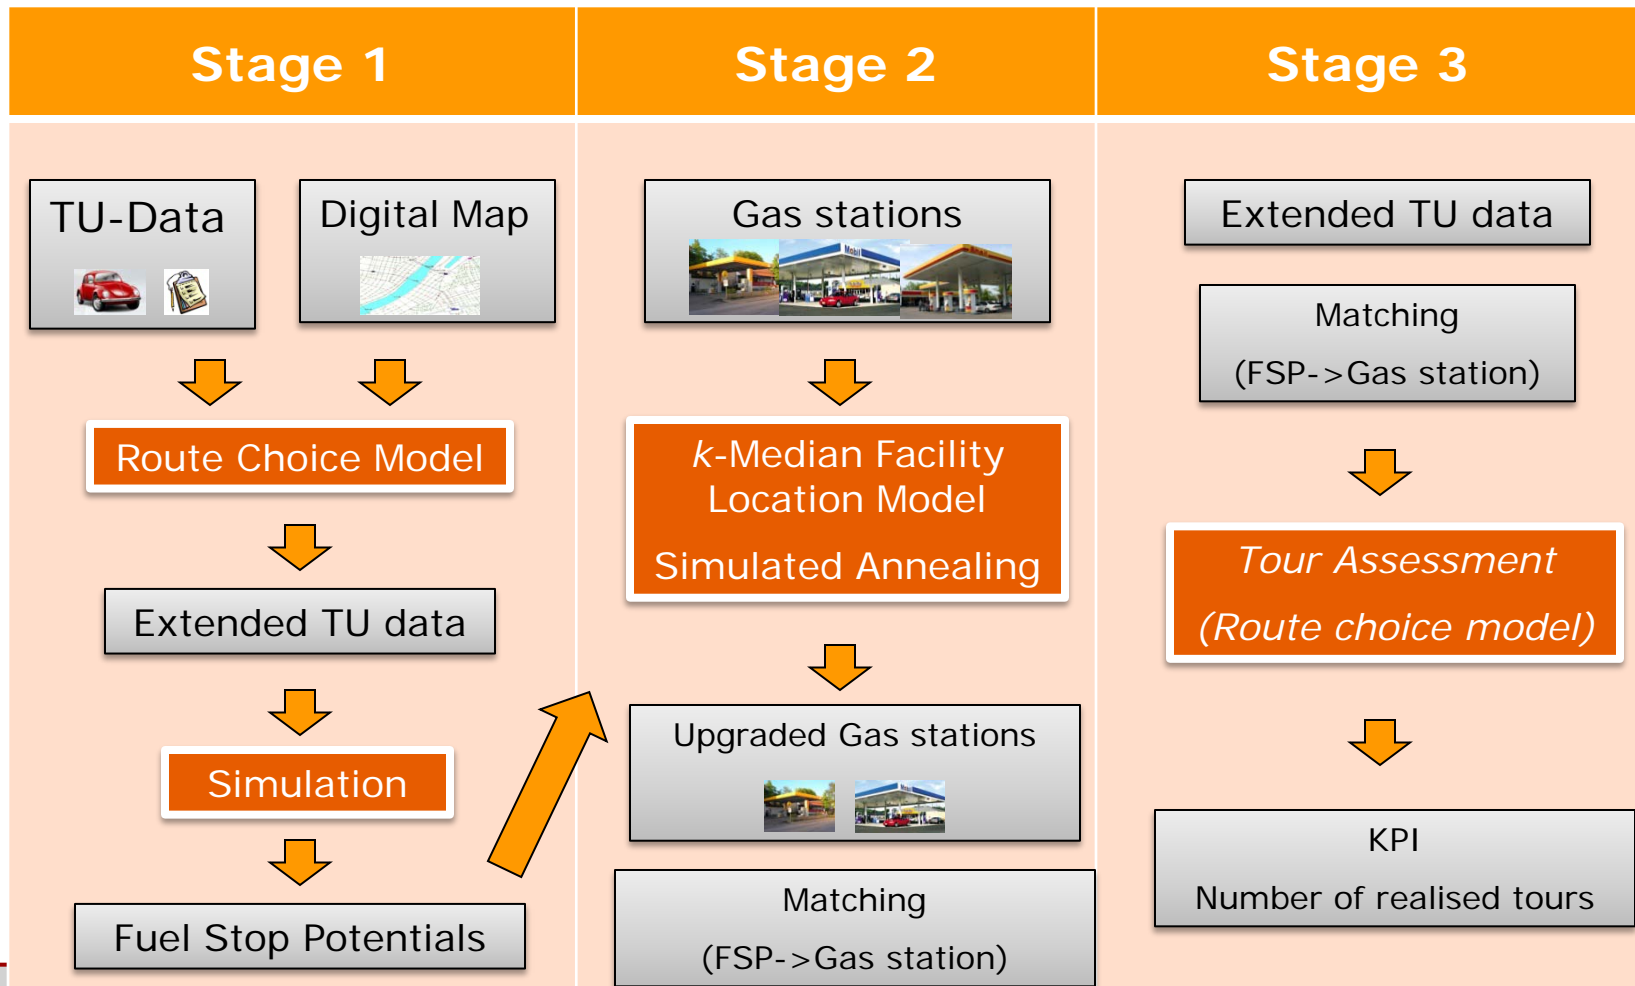 Stage 1
Stage 2
Stage 3
TU-Data
Digital Map
Route Choice Model
Extended TU data
Simulation
Fuel Stop Potentials
Gas stations
Mobil
k-Median Facility
Location Model
Simulated Annealing
Upgraded Gas stations
Mobil
Matching
(FSP->Gas station)
Extended TU data
Matching
(FSP->Gas station)
Tour Assessment
(Route choice model)
KPI
Number of realised tours